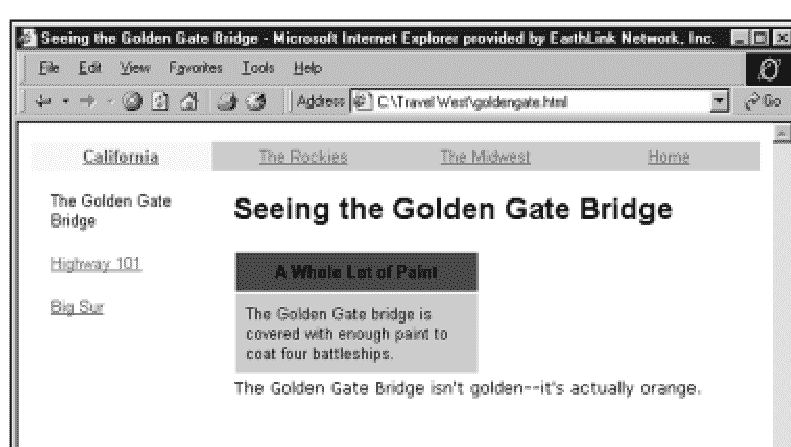 Seeing the Golden Gate Bridge - Microsoft Internet Explorer provided by EarthLink Network, Inc.
File Edit View Favorites Tools Help
Address C:\Travel West\goldengate.html Go
California The Rockies The Midwest Home
The Golden Gate
Bridge
Highway 101
Big Sur
Seeing the Golden Gate Bridge
A Whole Lot of Paint
The Golden Gate bridge is
covered with enough paint to
coat four battleships.
The Golden Gate Bridge isn't golden--it's actually orange.